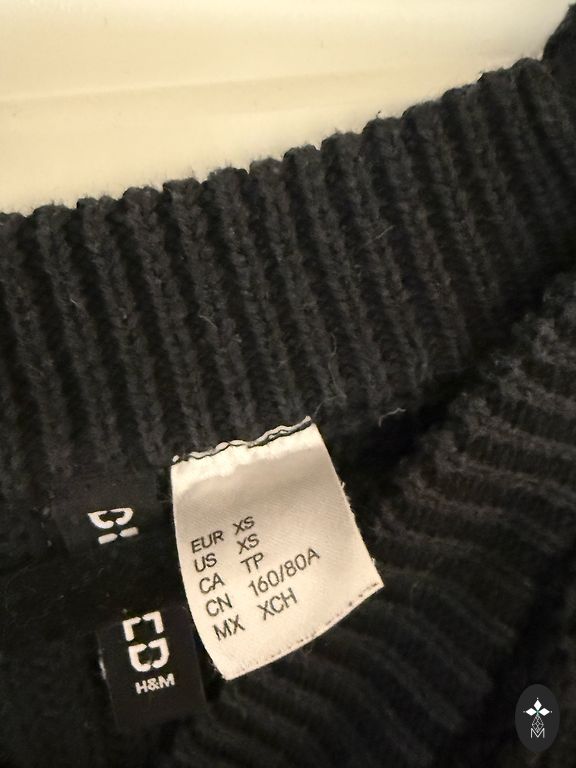 EUR XS
US XS
CA TP
CN 160/80A
MX XCH
H&M